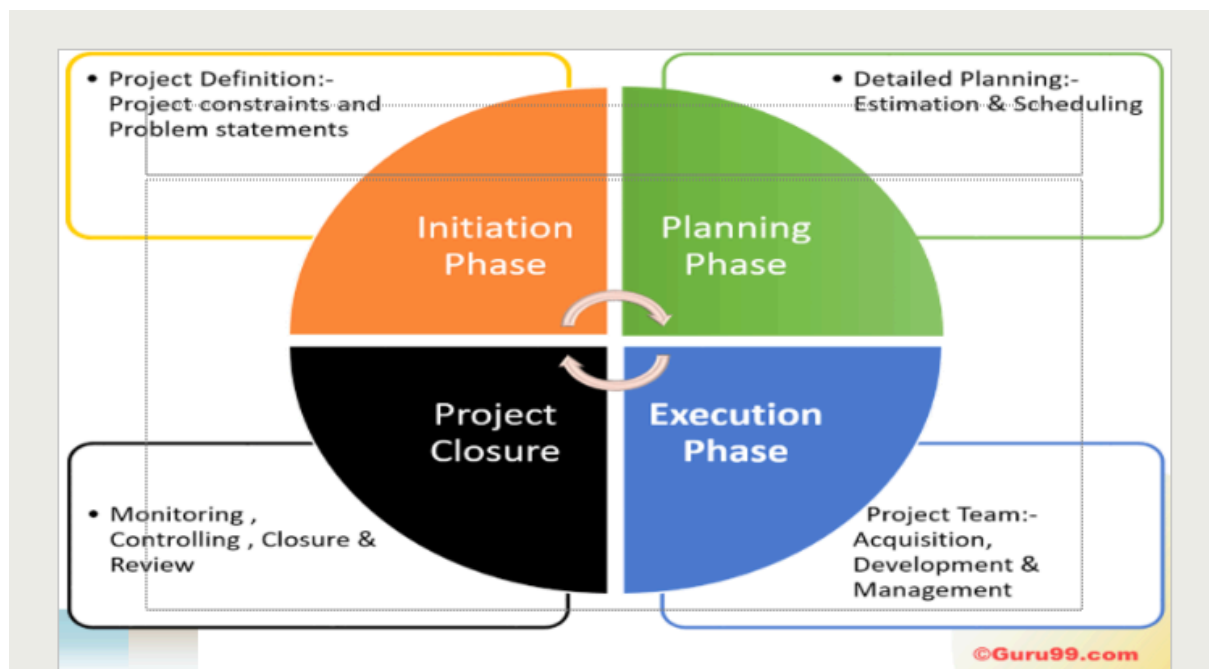 • Project Definition:-
Project constraints and
Problem statements
• Detailed Planning:-
Estimation & Scheduling
Initiation
Phase
Planning
Phase
Project
Closure
Execution
Phase
• Monitoring ,
Controlling , Closure &
Review
Project Team:-
Acquisition,
Development &
Management
©Guru99.com